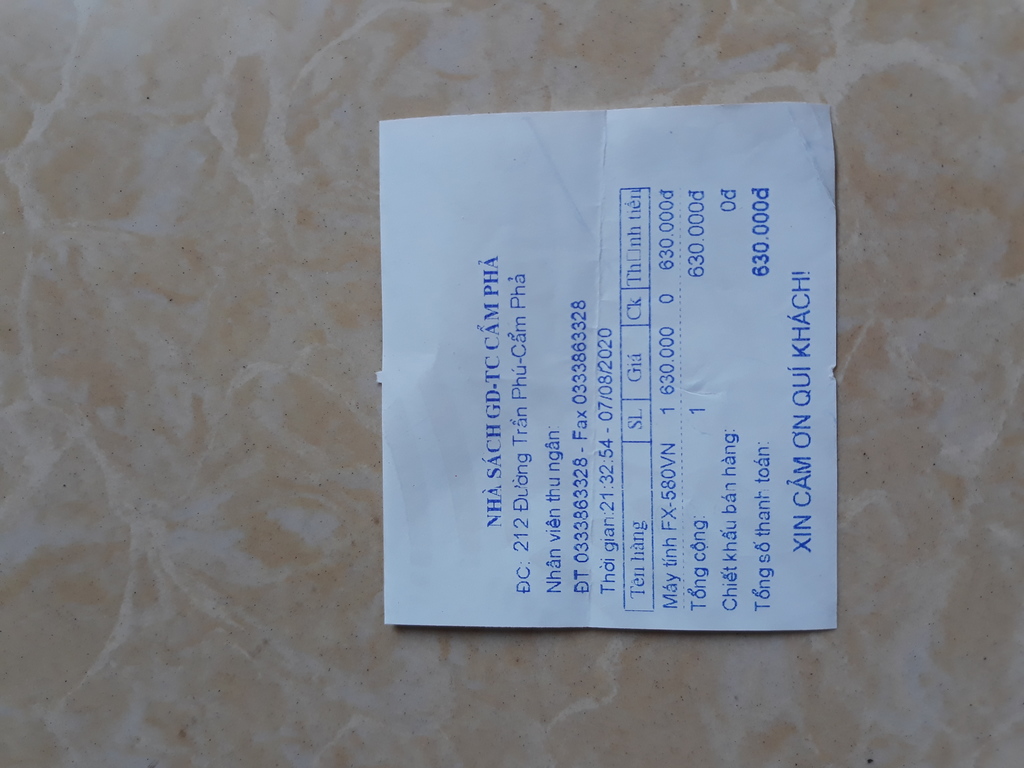 NHÀ SÁCH GD-TC CẨM PHẢ
ĐC: 212 Đường Trần Phú-Cẩm Phả
Nhân viên thu ngân:
ĐT 0333863328 - Fax 03338633328
Thời gian:21:32:54 - 07/08/2020
Tên hàng SL Giá Ck Th□ình tiền
Máy tính FX-580VN 1 630.000 0 630.000đ
Tổng cộng: 1 630.000đ
Chiết khấu bán hàng: 0đ
Tổng số thanh toán: 630.000đ
XIN CẢM ƠN QUÍ KHÁCH!